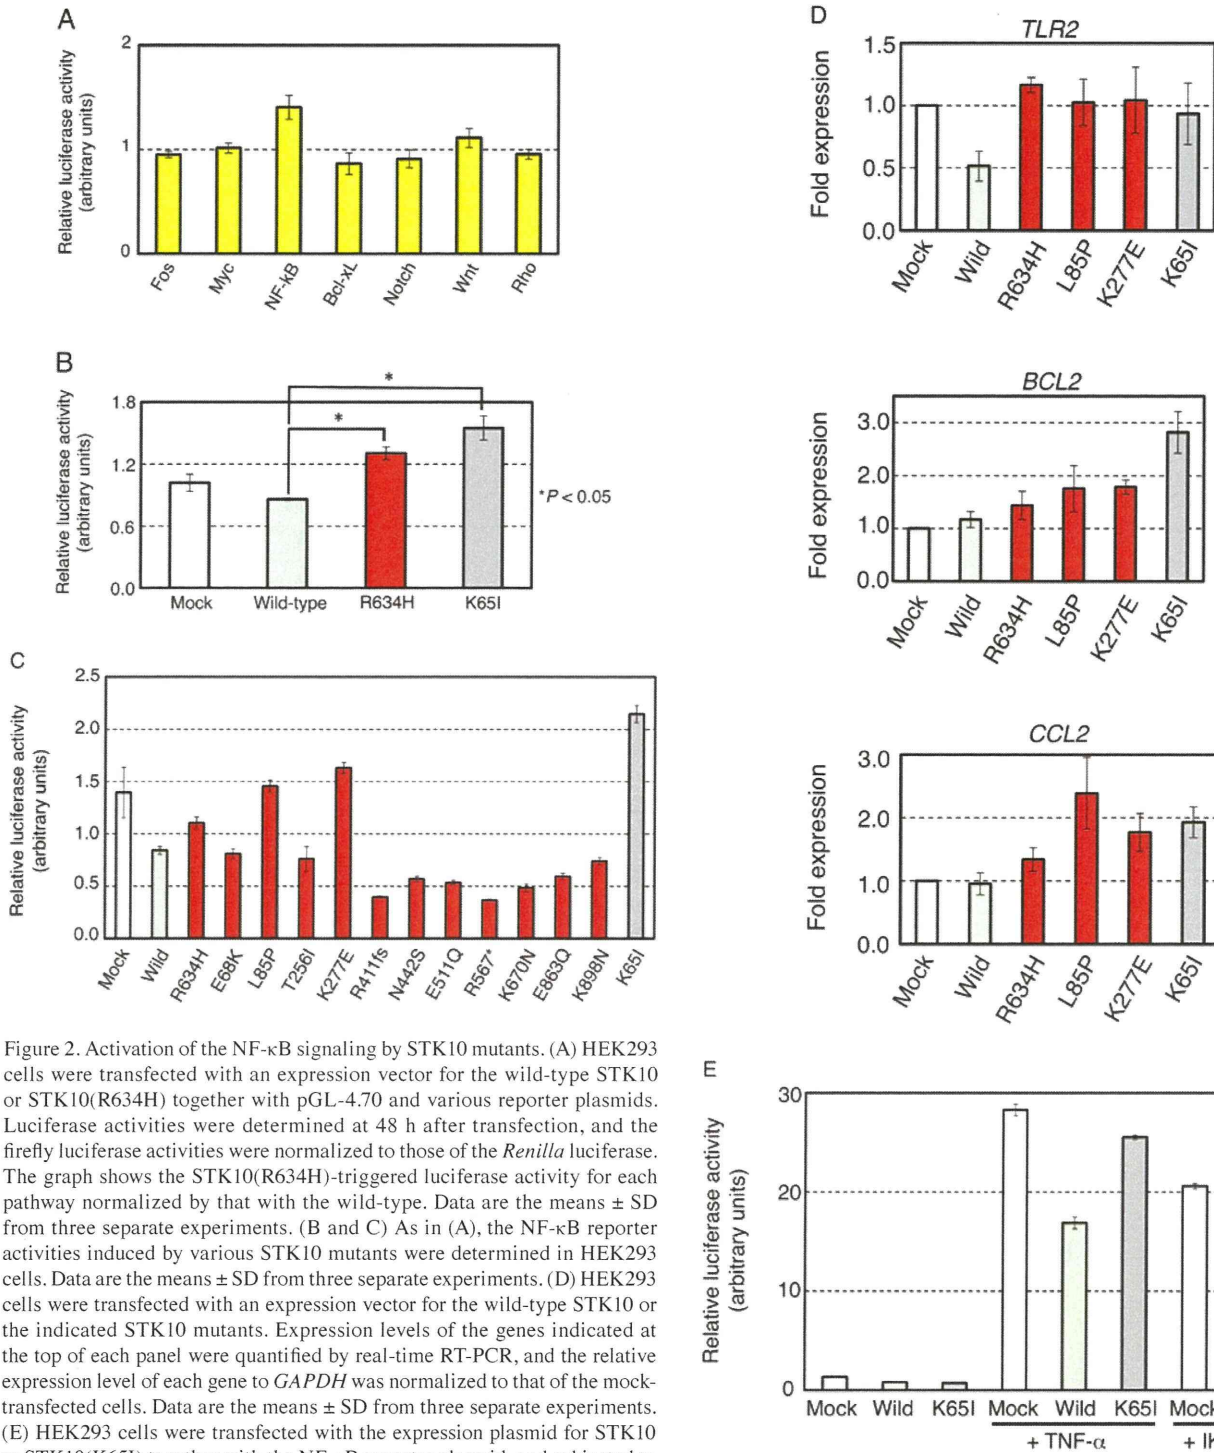 A
Relative luciferase activity
(arbitrary units)
2
1
0
Fos
Myc
NF-kB
Bcl-xL
Notch
Wnt
Rho
B
Relative luciferase activity
(arbitrary units)
1.8
1.2
0.6
0.0
*
*
*P < 0.05
Mock
Wild-type
R634H
K65I
C
Relative luciferase activity
(arbitrary units)
2.5
2.0
1.5
1.0
0.5
0.0
Mock
Wild
R634H
E68K
L85P
T256I
K277E
R411fs
N442S
E511Q
R567*
K670N
E863Q
K898N
K65I
Figure 2. Activation of the NF-κB signaling by STK10 mutants. (A) HEK293
cells were transfected with an expression vector for the wild-type STK10
or STK10(R634H) together with pGL-4.70 and various reporter plasmids.
Luciferase activities were determined at 48 h after transfection, and the
firefly luciferase activities were normalized to those of the Renilla luciferase.
The graph shows the STK10(R634H)-triggered luciferase activity for each
pathway normalized by that with the wild-type. Data are the means ± SD
from three separate experiments. (B and C) As in (A), the NF-κB reporter
activities induced by various STK10 mutants were determined in HEK293
cells. Data are the means ± SD from three separate experiments. (D) HEK293
cells were transfected with an expression vector for the wild-type STK10 or
the indicated STK10 mutants. Expression levels of the genes indicated at
the top of each panel were quantified by real-time RT-PCR, and the relative
expression level of each gene to GAPDH was normalized to that of the mock-
transfected cells. Data are the means ± SD from three separate experiments.
(E) HEK293 cells were transfected with the expression plasmid for STK10
D
TLR2
Fold expression
1.5
1.0
0.5
0.0
Mock
Wild
R634H
L85P
K277E
K65I
BCL2
Fold expression
3.0
2.0
1.0
0.0
Mock
Wild
R634H
L85P
K277E
K65I
CCL2
Fold expression
3.0
2.0
1.0
0.0
Mock
Wild
R634H
L85P
K277E
K65I
E
Relative luciferase activity
(arbitrary units)
30
20
10
0
Mock Wild K65I Mock Wild K65I Mock
+ TNF-α